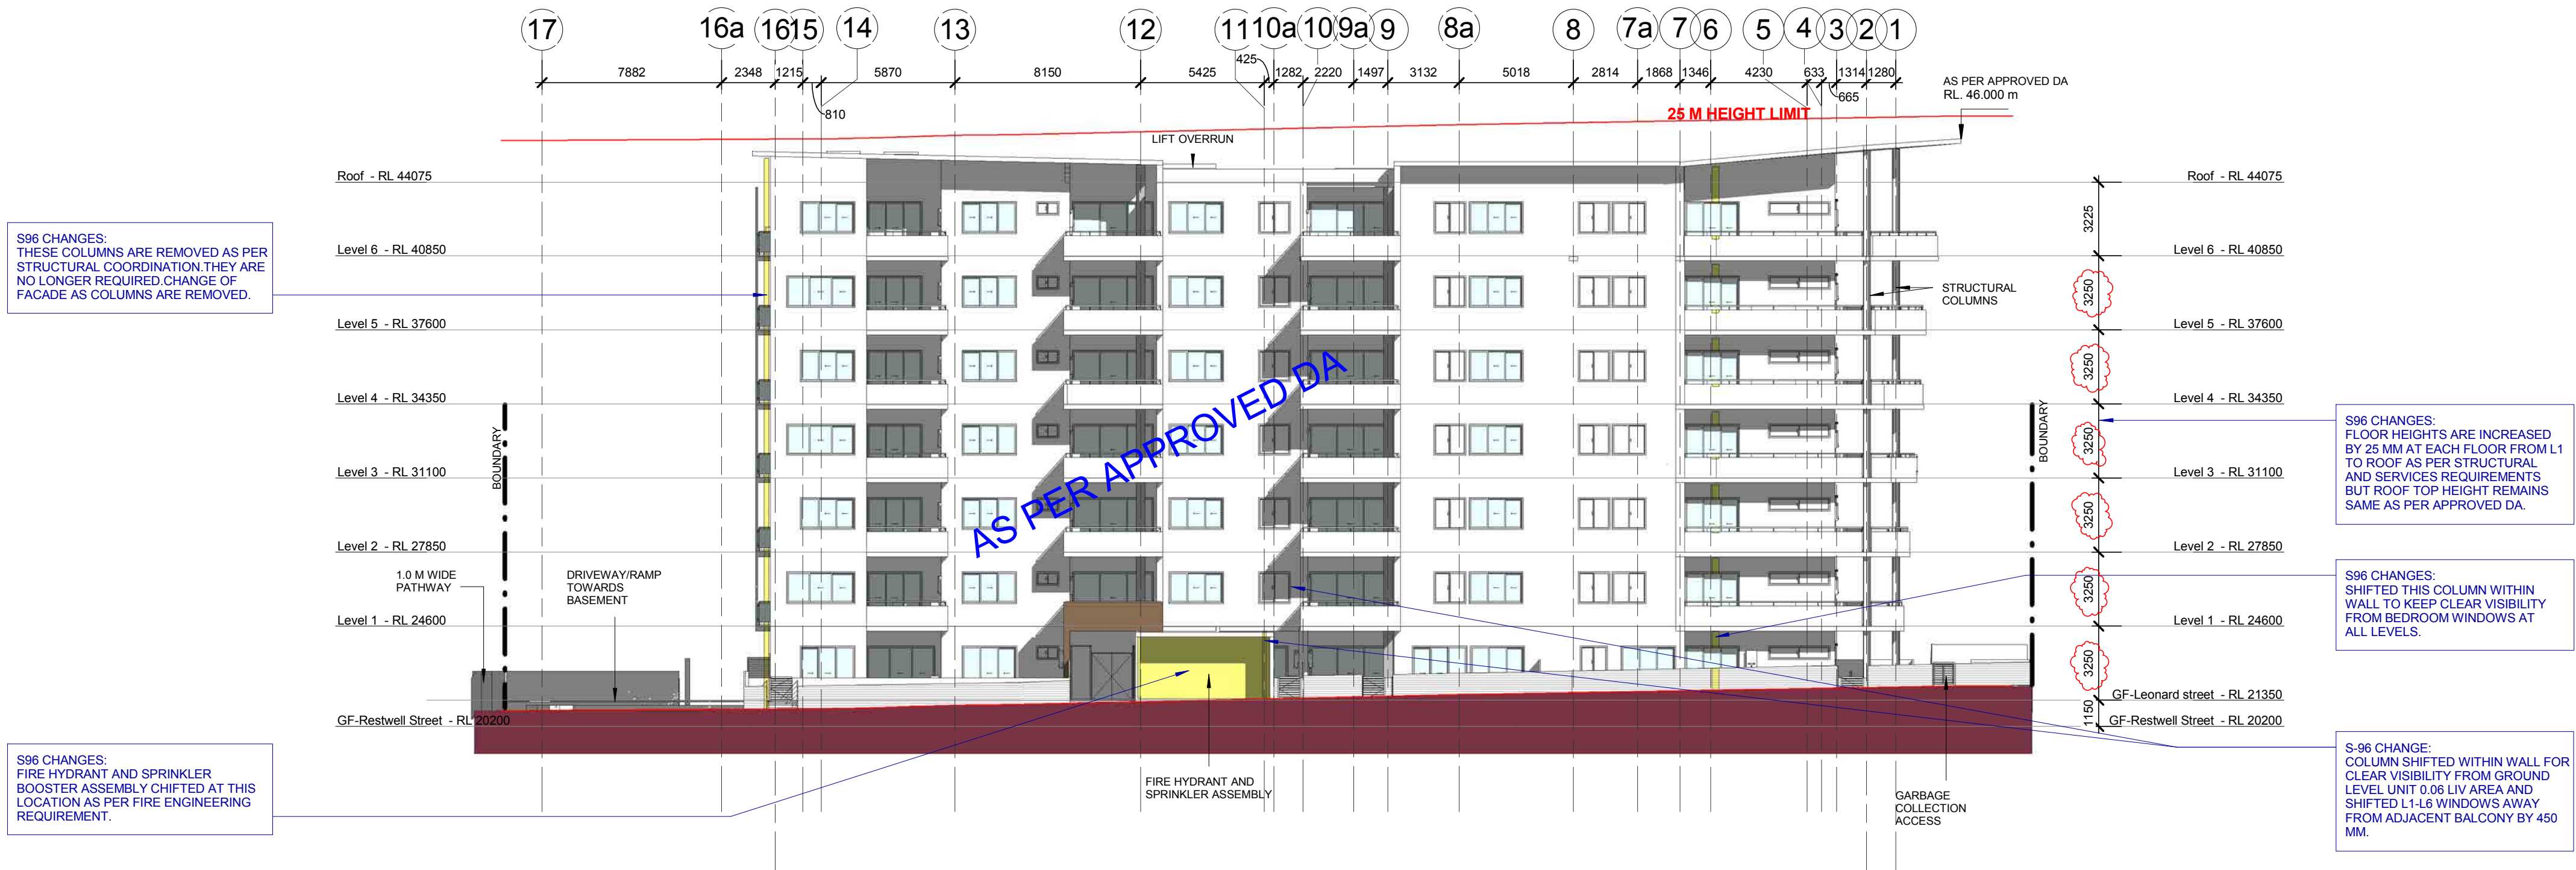 17
16a
16
15
14
13
12
11
10a
10
9a
9
8a
8
7a
7
6
5
4
3
2
1
7882
2348
1215
810
5870
8150
5425
425
1282
2220
1497
3132
5018
2814
1868
1346
4230
633
665
1314
1280
AS PER APPROVED DA
RL. 46.000 m
25 M HEIGHT LIMIT
LIFT OVERRUN
Roof - RL 44075
Level 6 - RL 40850
Level 5 - RL 37600
Level 4 - RL 34350
Level 3 - RL 31100
Level 2 - RL 27850
Level 1 - RL 24600
GF-Restwell Street - RL 20200
S96 CHANGES:
THESE COLUMNS ARE REMOVED AS PER
STRUCTURAL COORDINATION.THEY ARE
NO LONGER REQUIRED.CHANGE OF
FACADE AS COLUMNS ARE REMOVED.
BOUNDARY
1.0 M WIDE
PATHWAY
DRIVEWAY/RAMP
TOWARDS
BASEMENT
S96 CHANGES:
FIRE HYDRANT AND SPRINKLER
BOOSTER ASSEMBLY CHIFTED AT THIS
LOCATION AS PER FIRE ENGINEERING
REQUIREMENT.
AS PER APPROVED DA
FIRE HYDRANT AND
SPRINKLER ASSEMBLY
STRUCTURAL
COLUMNS
GARBAGE
COLLECTION
ACCESS
BOUNDARY
Roof - RL 44075
Level 6 - RL 40850
Level 5 - RL 37600
Level 4 - RL 34350
Level 3 - RL 31100
Level 2 - RL 27850
Level 1 - RL 24600
GF-Leonard street - RL 21350
GF-Restwell Street - RL 20200
3225
3250
3250
3250
3250
3250
3250
1150
S96 CHANGES:
FLOOR HEIGHTS ARE INCREASED
BY 25 MM AT EACH FLOOR FROM L1
TO ROOF AS PER STRUCTURAL
AND SERVICES REQUIREMENTS
BUT ROOF TOP HEIGHT REMAINS
SAME AS PER APPROVED DA.
S96 CHANGES:
SHIFTED THIS COLUMN WITHIN
WALL TO KEEP CLEAR VISIBILITY
FROM BEDROOM WINDOWS AT
ALL LEVELS.
S-96 CHANGE:
COLUMN SHIFTED WITHIN WALL FOR
CLEAR VISIBILITY FROM GROUND
LEVEL UNIT 0.06 LIV AREA AND
SHIFTED L1-L6 WINDOWS AWAY
FROM ADJACENT BALCONY BY 450
MM.